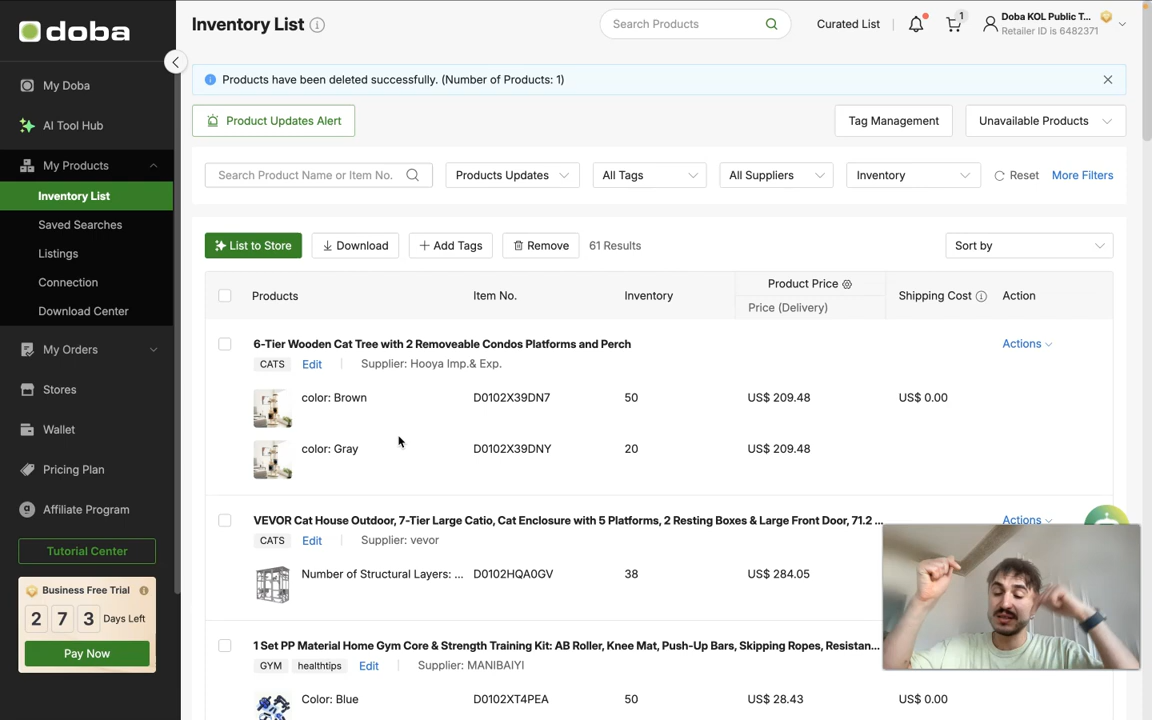 doba
Inventory List
Search Products
Curated List
1
Doba KOL Public T...
Retailer ID is 6482371
Products have been deleted successfully. (Number of Products: 1)
Product Updates Alert
Tag Management
Unavailable Products
My Doba
AI Tool Hub
My Products
Inventory List
Saved Searches
Listings
Connection
Download Center
My Orders
Stores
Wallet
Pricing Plan
Affiliate Program
Tutorial Center
Business Free Trial
2 7 3 Days Left
Pay Now
Search Product Name or Item No.
Products Updates
All Tags
All Suppliers
Inventory
Reset
More Filters
List to Store
Download
Add Tags
Remove
61 Results
Sort by
Products
Item No.
Inventory
Product Price
Price (Delivery)
Shipping Cost
Action
6-Tier Wooden Cat Tree with 2 Removeable Condos Platforms and Perch
Actions
CATS Edit Supplier: Hooya Imp.& Exp.
color: Brown D0102X39DN7 50 US$ 209.48 US$ 0.00
color: Gray D0102X39DNY 20 US$ 209.48
VEVOR Cat House Outdoor, 7-Tier Large Catio, Cat Enclosure with 5 Platforms, 2 Resting Boxes & Large Front Door, 71.2 ...
Actions
CATS Edit Supplier: vevor
Number of Structural Layers: ... D0102HQA0GV 38 US$ 284.05
1 Set PP Material Home Gym Core & Strength Training Kit: AB Roller, Knee Mat, Push-Up Bars, Skipping Ropes, Resistan...
GYM healthtips Edit Supplier: MANIBAIYI
Color: Blue D0102XT4PEA 50 US$ 28.43 US$ 0.00